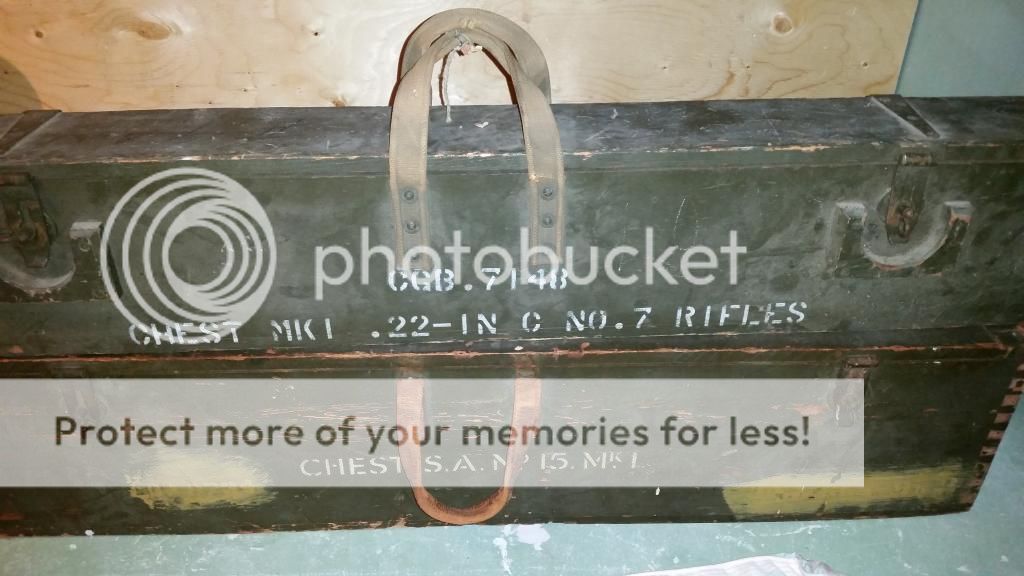 photobucket
CGB. 7148
CHEST MK1 .22-IN C NO.7 RIFLES
Protect more of your memories for less!
CHEST S.A. Nº 15. MK I.